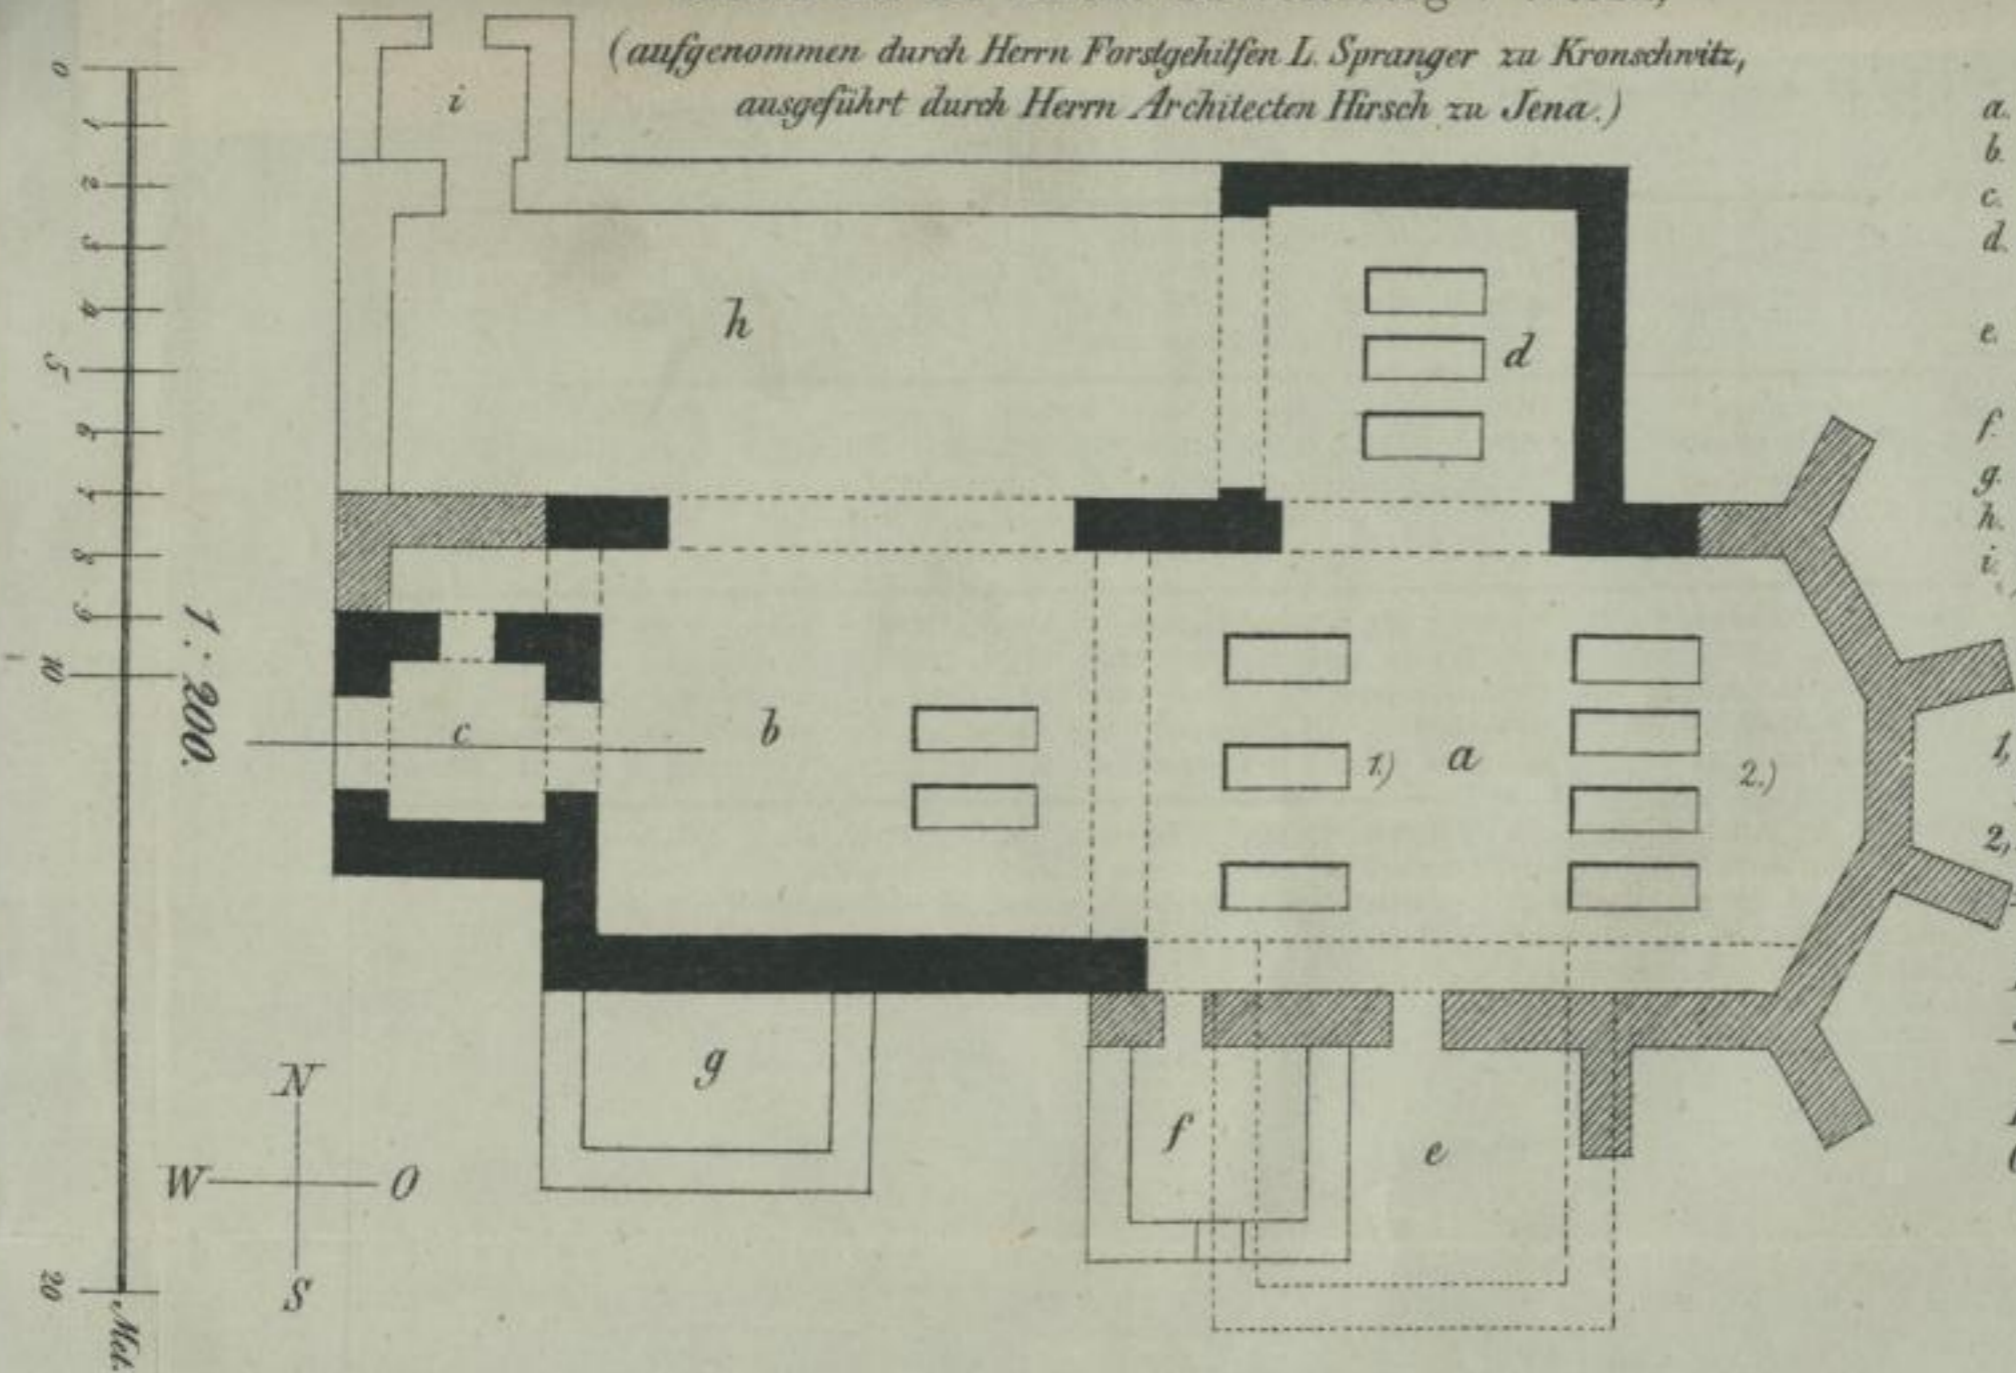 (aufgenommen durch Herrn Forstgehilfen L. Spranger zu Kronschwitz,
ausgeführt durch Herrn Architecten Hirsch zu Jena.)
0
1
2
3
4
5
6
7
8
9
10
20
Met.
1:200.
i
h
d
c
b
1.)
a
2.)
g
f
e
N
W
O
S
a.
b.
c.
d.
e.
f.
g.
h.
i.
1,
2,